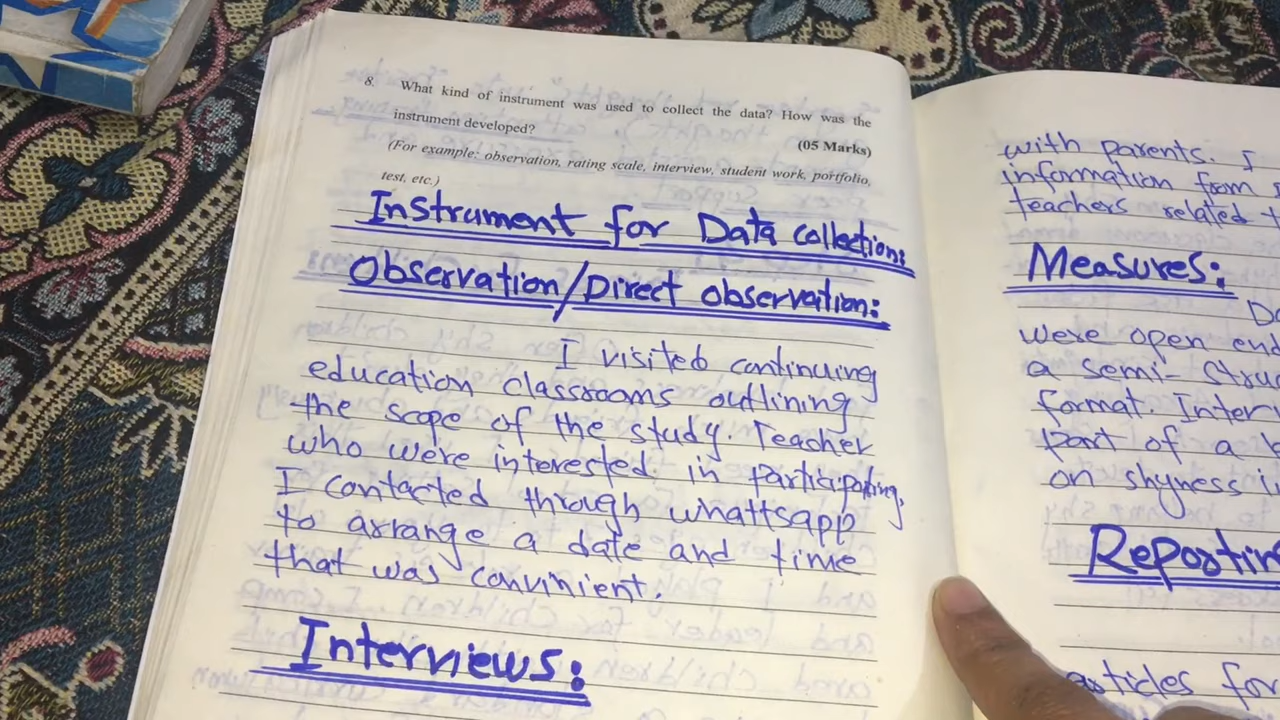 8. What kind of instrument was used to collect the data? How was the
instrument developed?
(05 Marks)
(For example: observation, rating scale, interview, student work, portfolio,
test, etc.)
Instrument for Data collection:
Observation/Direct observation:
I visited continuing
education classrooms outlining
the scope of the study. Teacher
who were interested in participating,
I contacted through whattsapp
to arrange a date and time
that was convinient.
Interviews:
with parents. I
information from
teachers related
Measures:
were open
a semi-
format.
part of a
on shyness
articles for